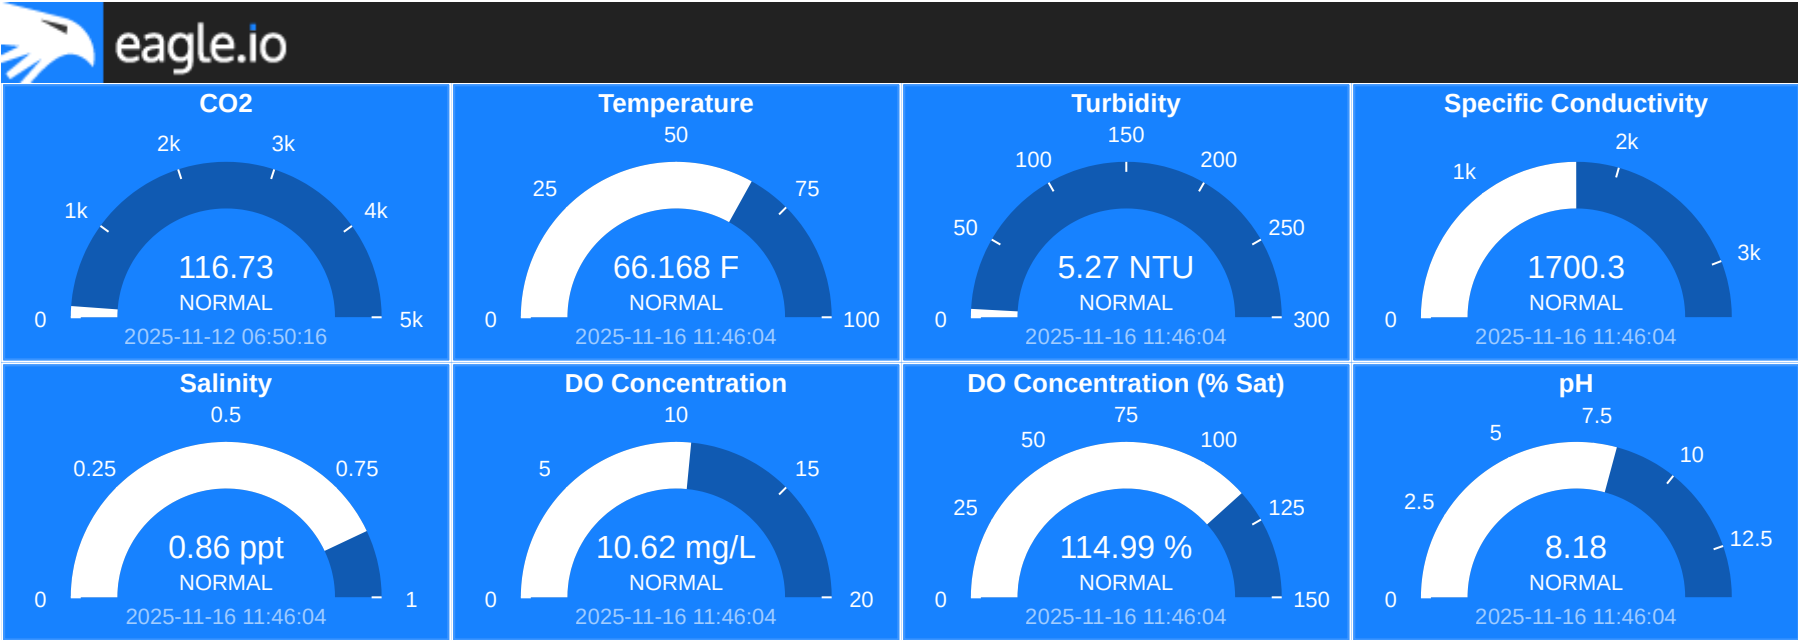 eagle.io
CO2
2k
3k
1k
4k
116.73
NORMAL
0
5k
2025-11-12 06:50:16
Temperature
50
25
75
66.168 F
NORMAL
0
100
2025-11-16 11:46:04
Turbidity
150
100
200
50
250
5.27 NTU
NORMAL
0
300
2025-11-16 11:46:04
Specific Conductivity
2k
1k
3k
1700.3
NORMAL
0
2025-11-16 11:46:04
Salinity
0.5
0.25
0.75
0.86 ppt
NORMAL
0
1
2025-11-16 11:46:04
DO Concentration
10
5
15
10.62 mg/L
NORMAL
0
20
2025-11-16 11:46:04
DO Concentration (% Sat)
75
50
100
25
125
114.99 %
NORMAL
0
150
2025-11-16 11:46:04
pH
7.5
5
10
2.5
12.5
8.18
NORMAL
0
2025-11-16 11:46:04